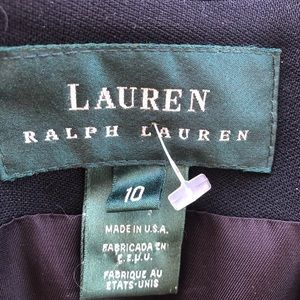 LAUREN
RALPH LAUREN
10
MADE IN U.S.A.
FABRICADA EN
E.E.U.U.
FABRIQUE AU
ETATS-UNIS